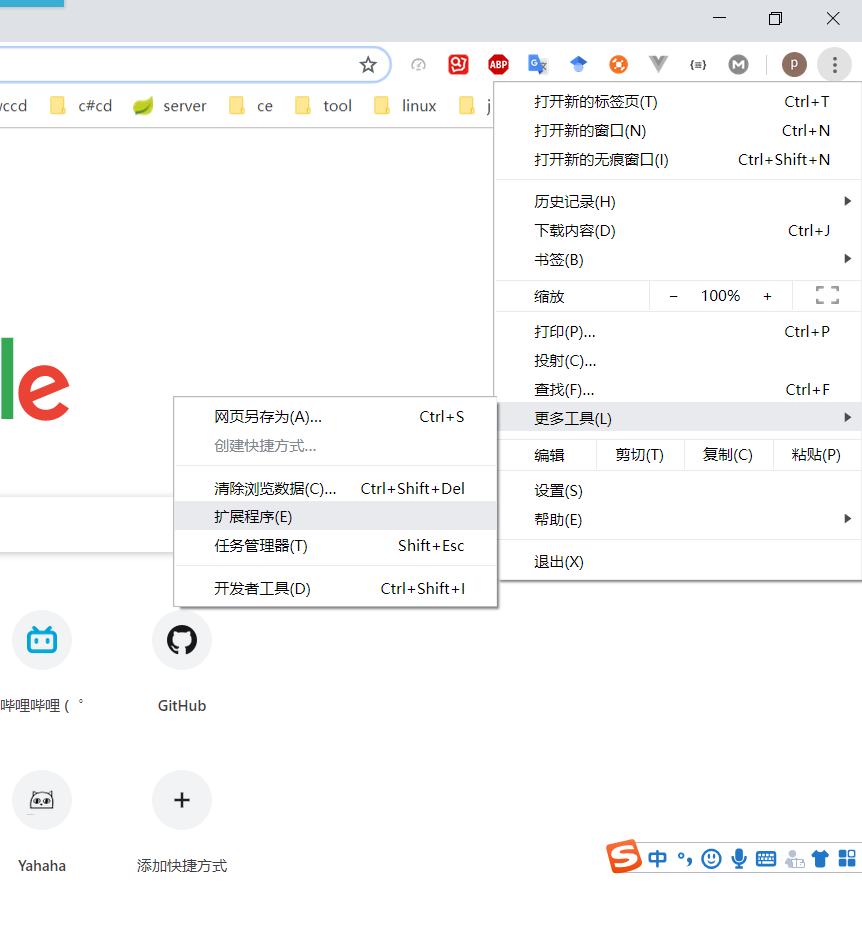 ABP
G
{≡}
M
p
ccd
c#cd
server
ce
tool
linux
j
打开新的标签页(T) Ctrl+T
打开新的窗口(N) Ctrl+N
打开新的无痕窗口(I) Ctrl+Shift+N
历史记录(H)
下载内容(D) Ctrl+J
书签(B)
缩放 − 100% +
打印(P)... Ctrl+P
投射(C)...
查找(F)... Ctrl+F
更多工具(L)
编辑 剪切(T) 复制(C) 粘贴(P)
设置(S)
帮助(E)
退出(X)
网页另存为(A)... Ctrl+S
创建快捷方式...
清除浏览数据(C)... Ctrl+Shift+Del
扩展程序(E)
任务管理器(T) Shift+Esc
开发者工具(D) Ctrl+Shift+I
le
哔哩哔哩 ( ゜
GitHub
Yahaha
添加快捷方式
S 中 °,